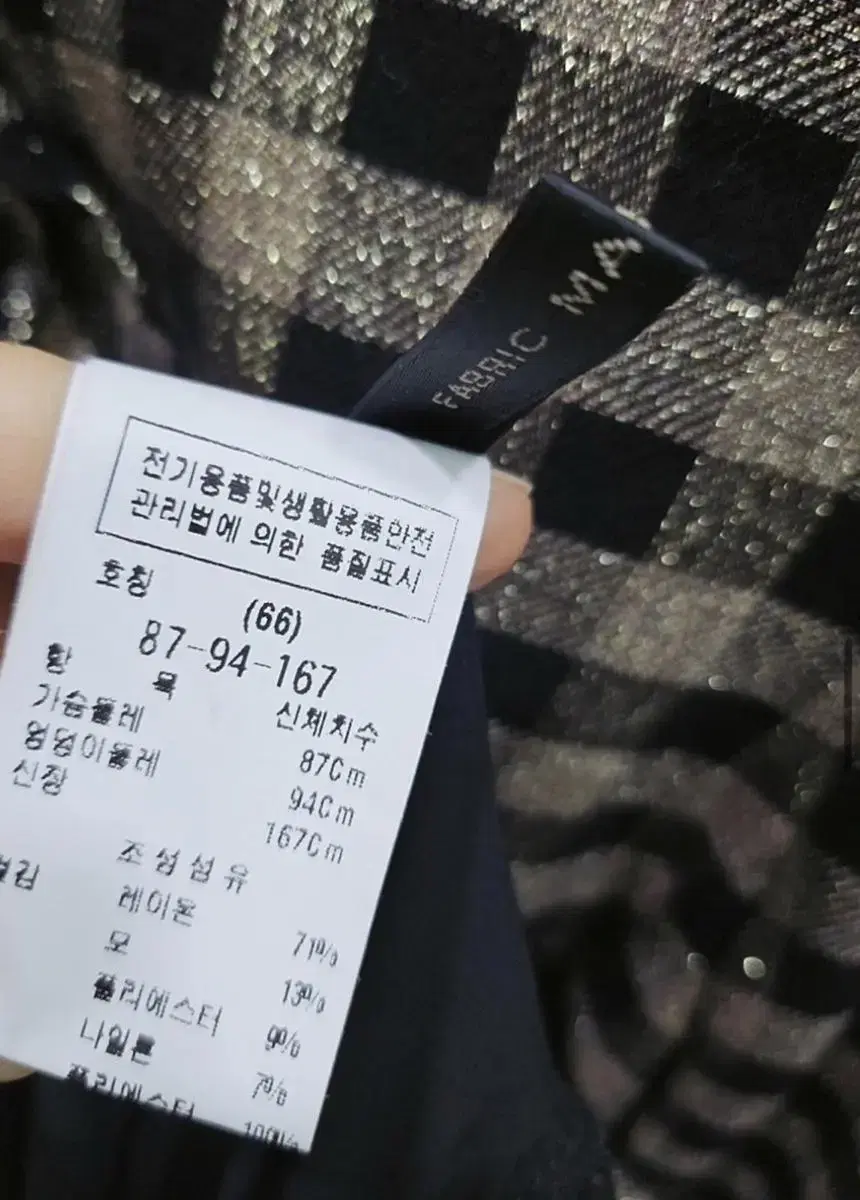 FABRIC MA
전기용품및생활용품안전
관리법에 의한 품질표시
호칭
(66)
87-94-167
항 목 신체치수
가슴둘레 87Cm
엉덩이둘레 94Cm
신장 167Cm
조성섬유
겉감 레이온 71%
모 13%
폴리에스터 9%
나일론 7%
폴리에스터 100%